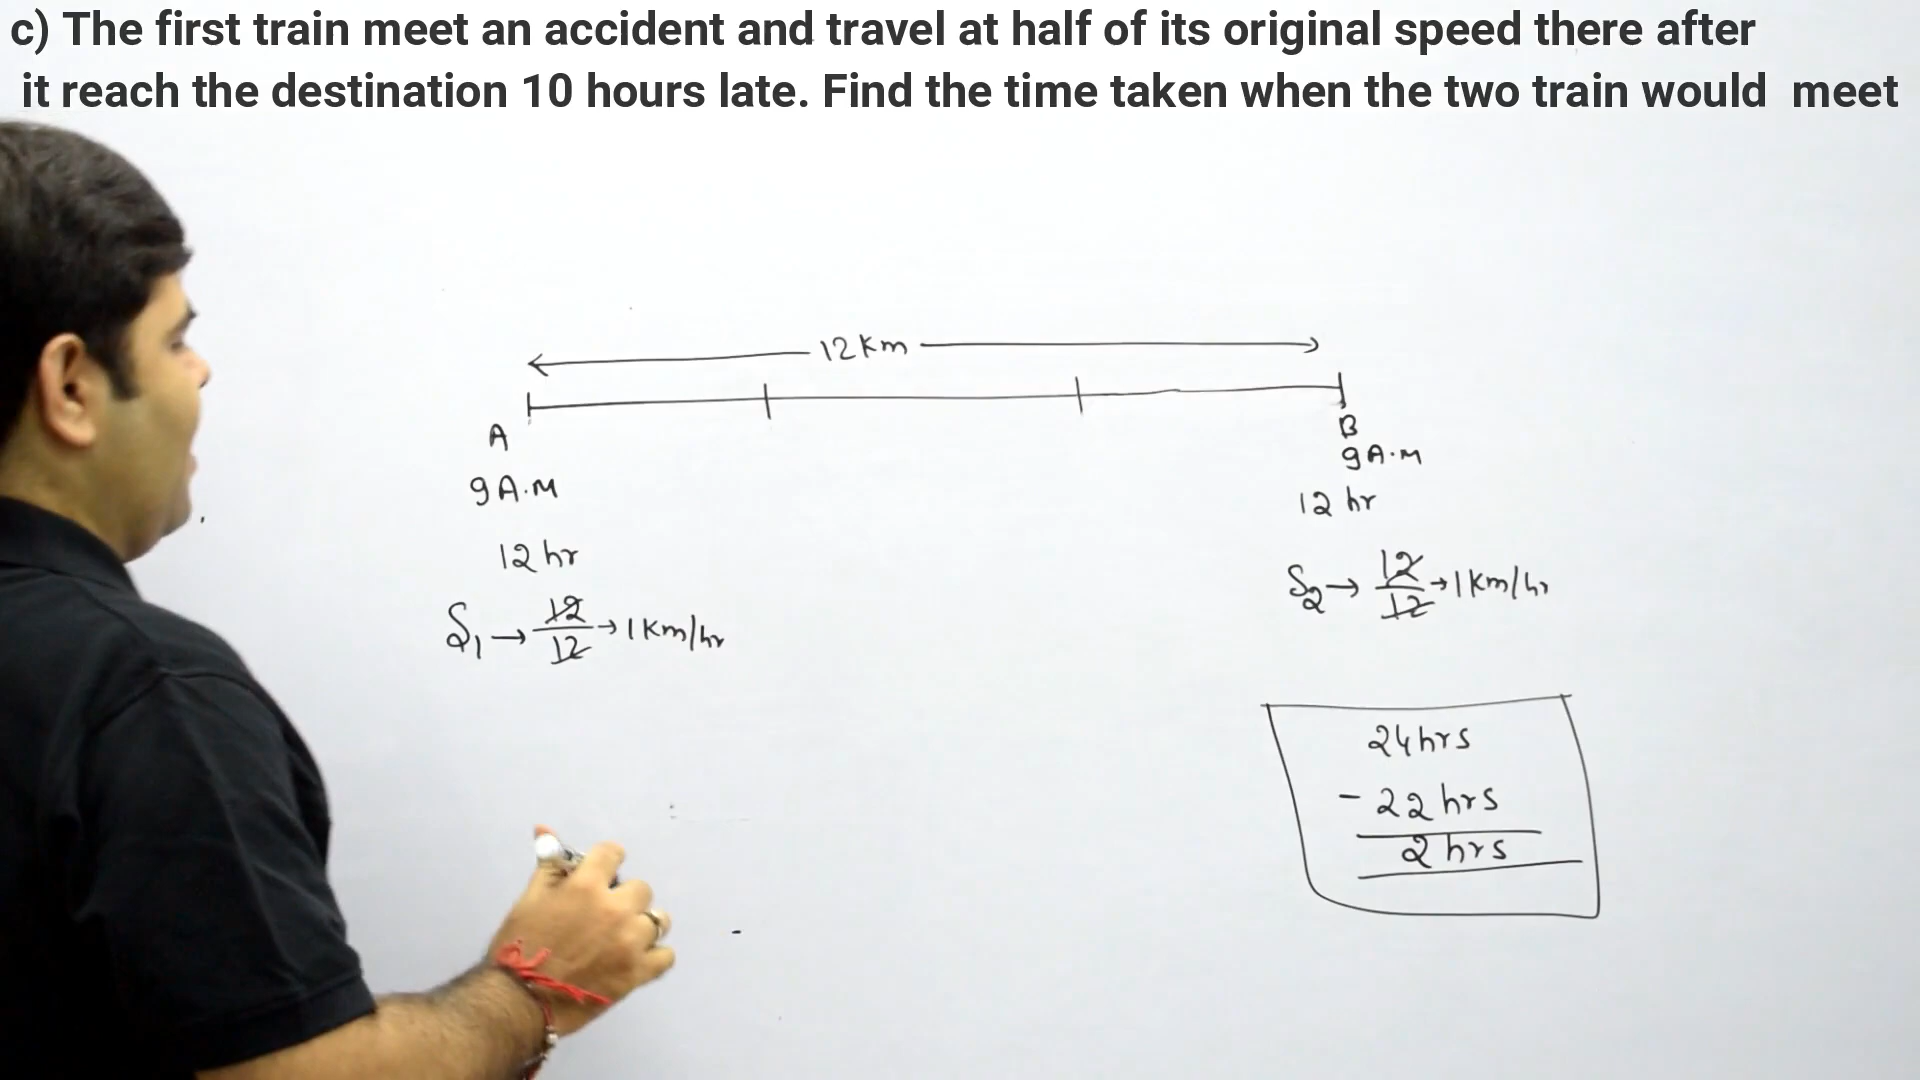 c) The first train meet an accident and travel at half of its original speed there after
it reach the destination 10 hours late. Find the time taken when the two train would meet
12 Km
A
9 A.M
12 hr
S1 → 12/12 → 1 Km/hr
B
9 A.M
12 hr
S2 → 12/12 → 1 Km/hr
24 hrs
- 22 hrs
2 hrs